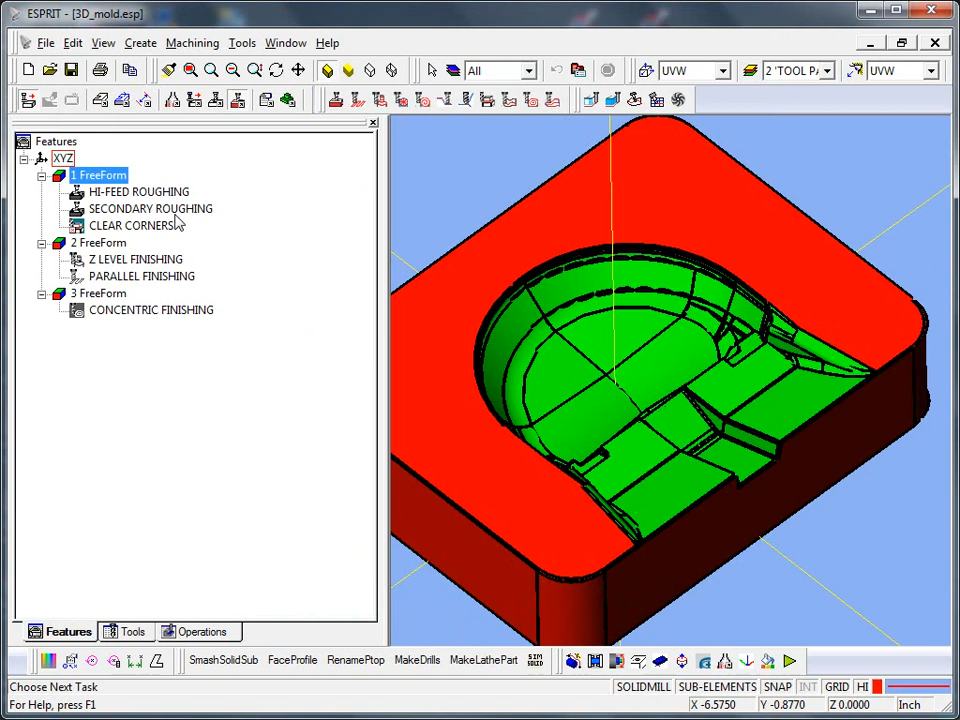 ESPRIT - [3D_mold.esp]
File Edit View Create Machining Tools Window Help
All UVW 2 'TOOL PA UVW
Features
XYZ
1 FreeForm
HI-FEED ROUGHING
SECONDARY ROUGHING
CLEAR CORNERS
2 FreeForm
Z LEVEL FINISHING
PARALLEL FINISHING
3 FreeForm
CONCENTRIC FINISHING
Features Tools Operations
SmashSolidSub FaceProfile RenamePtop MakeDrills MakeLathePart SIM SOLID
Choose Next Task SOLIDMILL SUB-ELEMENTS SNAP INT GRID HI
For Help, press F1 X -6.5750 Y -0.8770 Z 0.0000 Inch